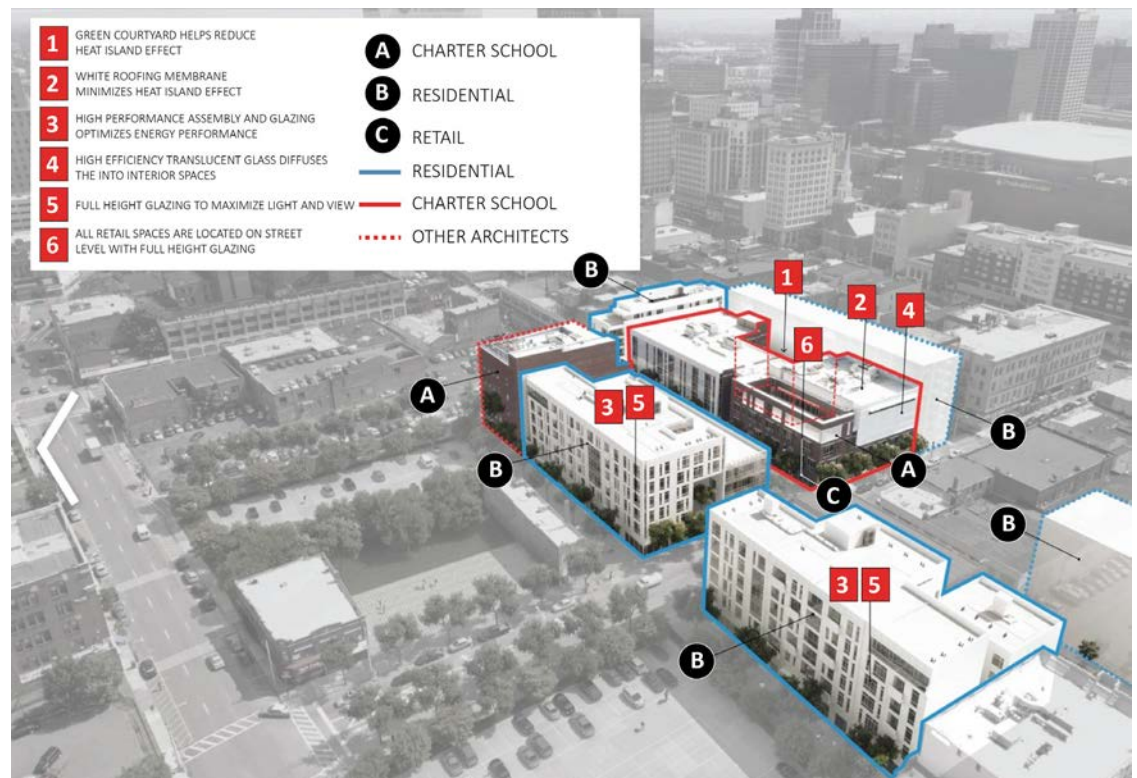 1 GREEN COURTYARD HELPS REDUCE
HEAT ISLAND EFFECT
2 WHITE ROOFING MEMBRANE
MINIMIZES HEAT ISLAND EFFECT
3 HIGH PERFORMANCE ASSEMBLY AND GLAZING
OPTIMIZES ENERGY PERFORMANCE
4 HIGH EFFICIENCY TRANSLUCENT GLASS DIFFUSES
THE INTO INTERIOR SPACES
5 FULL HEIGHT GLAZING TO MAXIMIZE LIGHT AND VIEW
6 ALL RETAIL SPACES ARE LOCATED ON STREET
LEVEL WITH FULL HEIGHT GLAZING
A CHARTER SCHOOL
B RESIDENTIAL
C RETAIL
RESIDENTIAL
CHARTER SCHOOL
OTHER ARCHITECTS
B
1
2
4
6
A
3 5
B
B
A
C
B
3 5
B